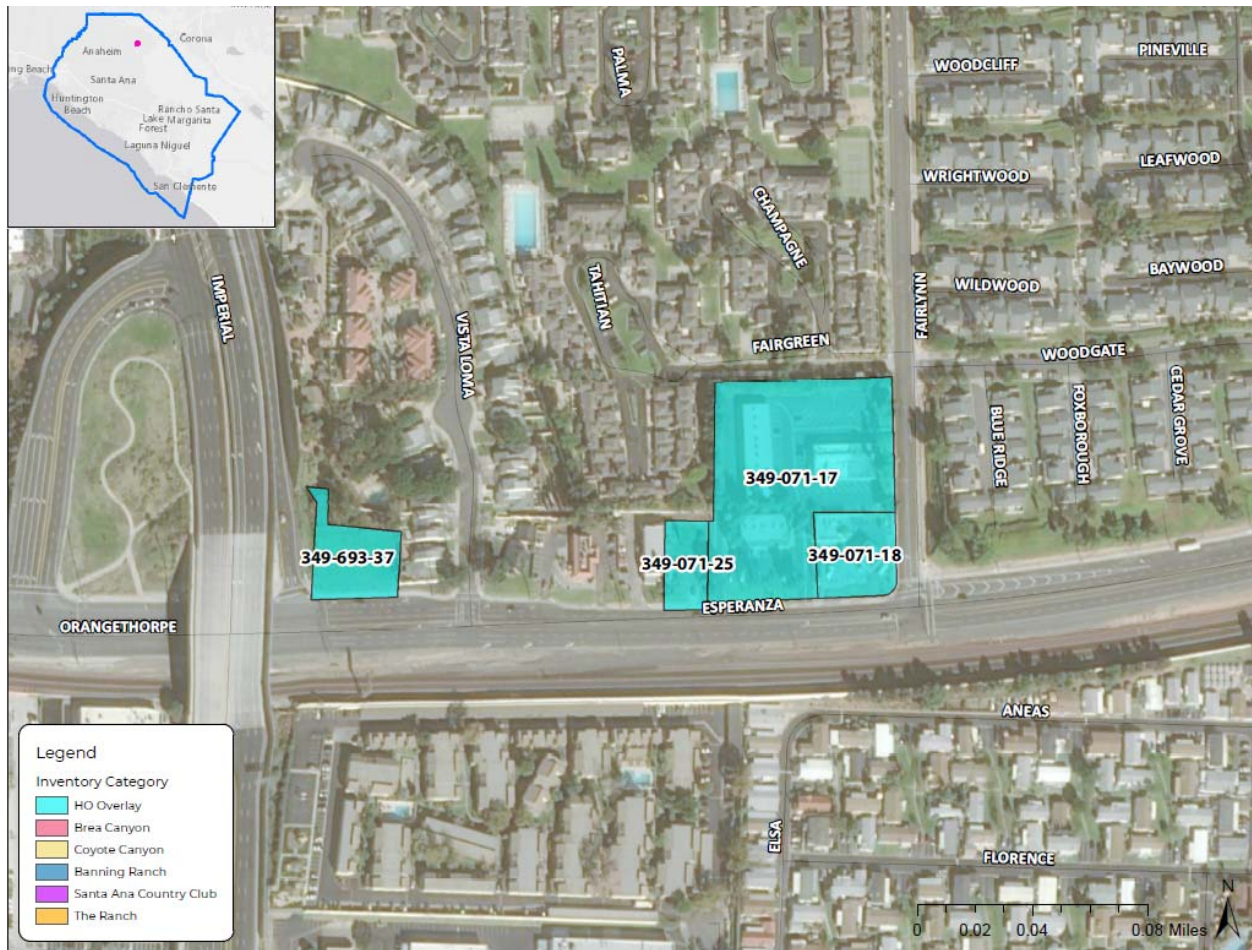 Anaheim
Corona
ng Beach
Santa Ana
Huntington
Beach
Rancho Santa
Lake Margarita
Forest
Laguna Niguel
San Clemente
PALMA
WOODCLIFF
PINEVILLE
WRIGHTWOOD
LEAFWOOD
CHAMPAGNE
IMPERIAL
TAHITIAN
WILDWOOD
BAYWOOD
VISTA LOMA
FAIRLYNN
FAIRGREEN
WOODGATE
BLUE RIDGE
FOXBOROUGH
CEDAR GROVE
349-071-17
349-693-37
349-071-25
349-071-18
ESPERANZA
ORANGETHORPE
ANEAS
ELSA
FLORENCE
Legend
Inventory Category
HO Overlay
Brea Canyon
Coyote Canyon
Banning Ranch
Santa Ana Country Club
The Ranch
N
0 0.02 0.04 0.08 Miles